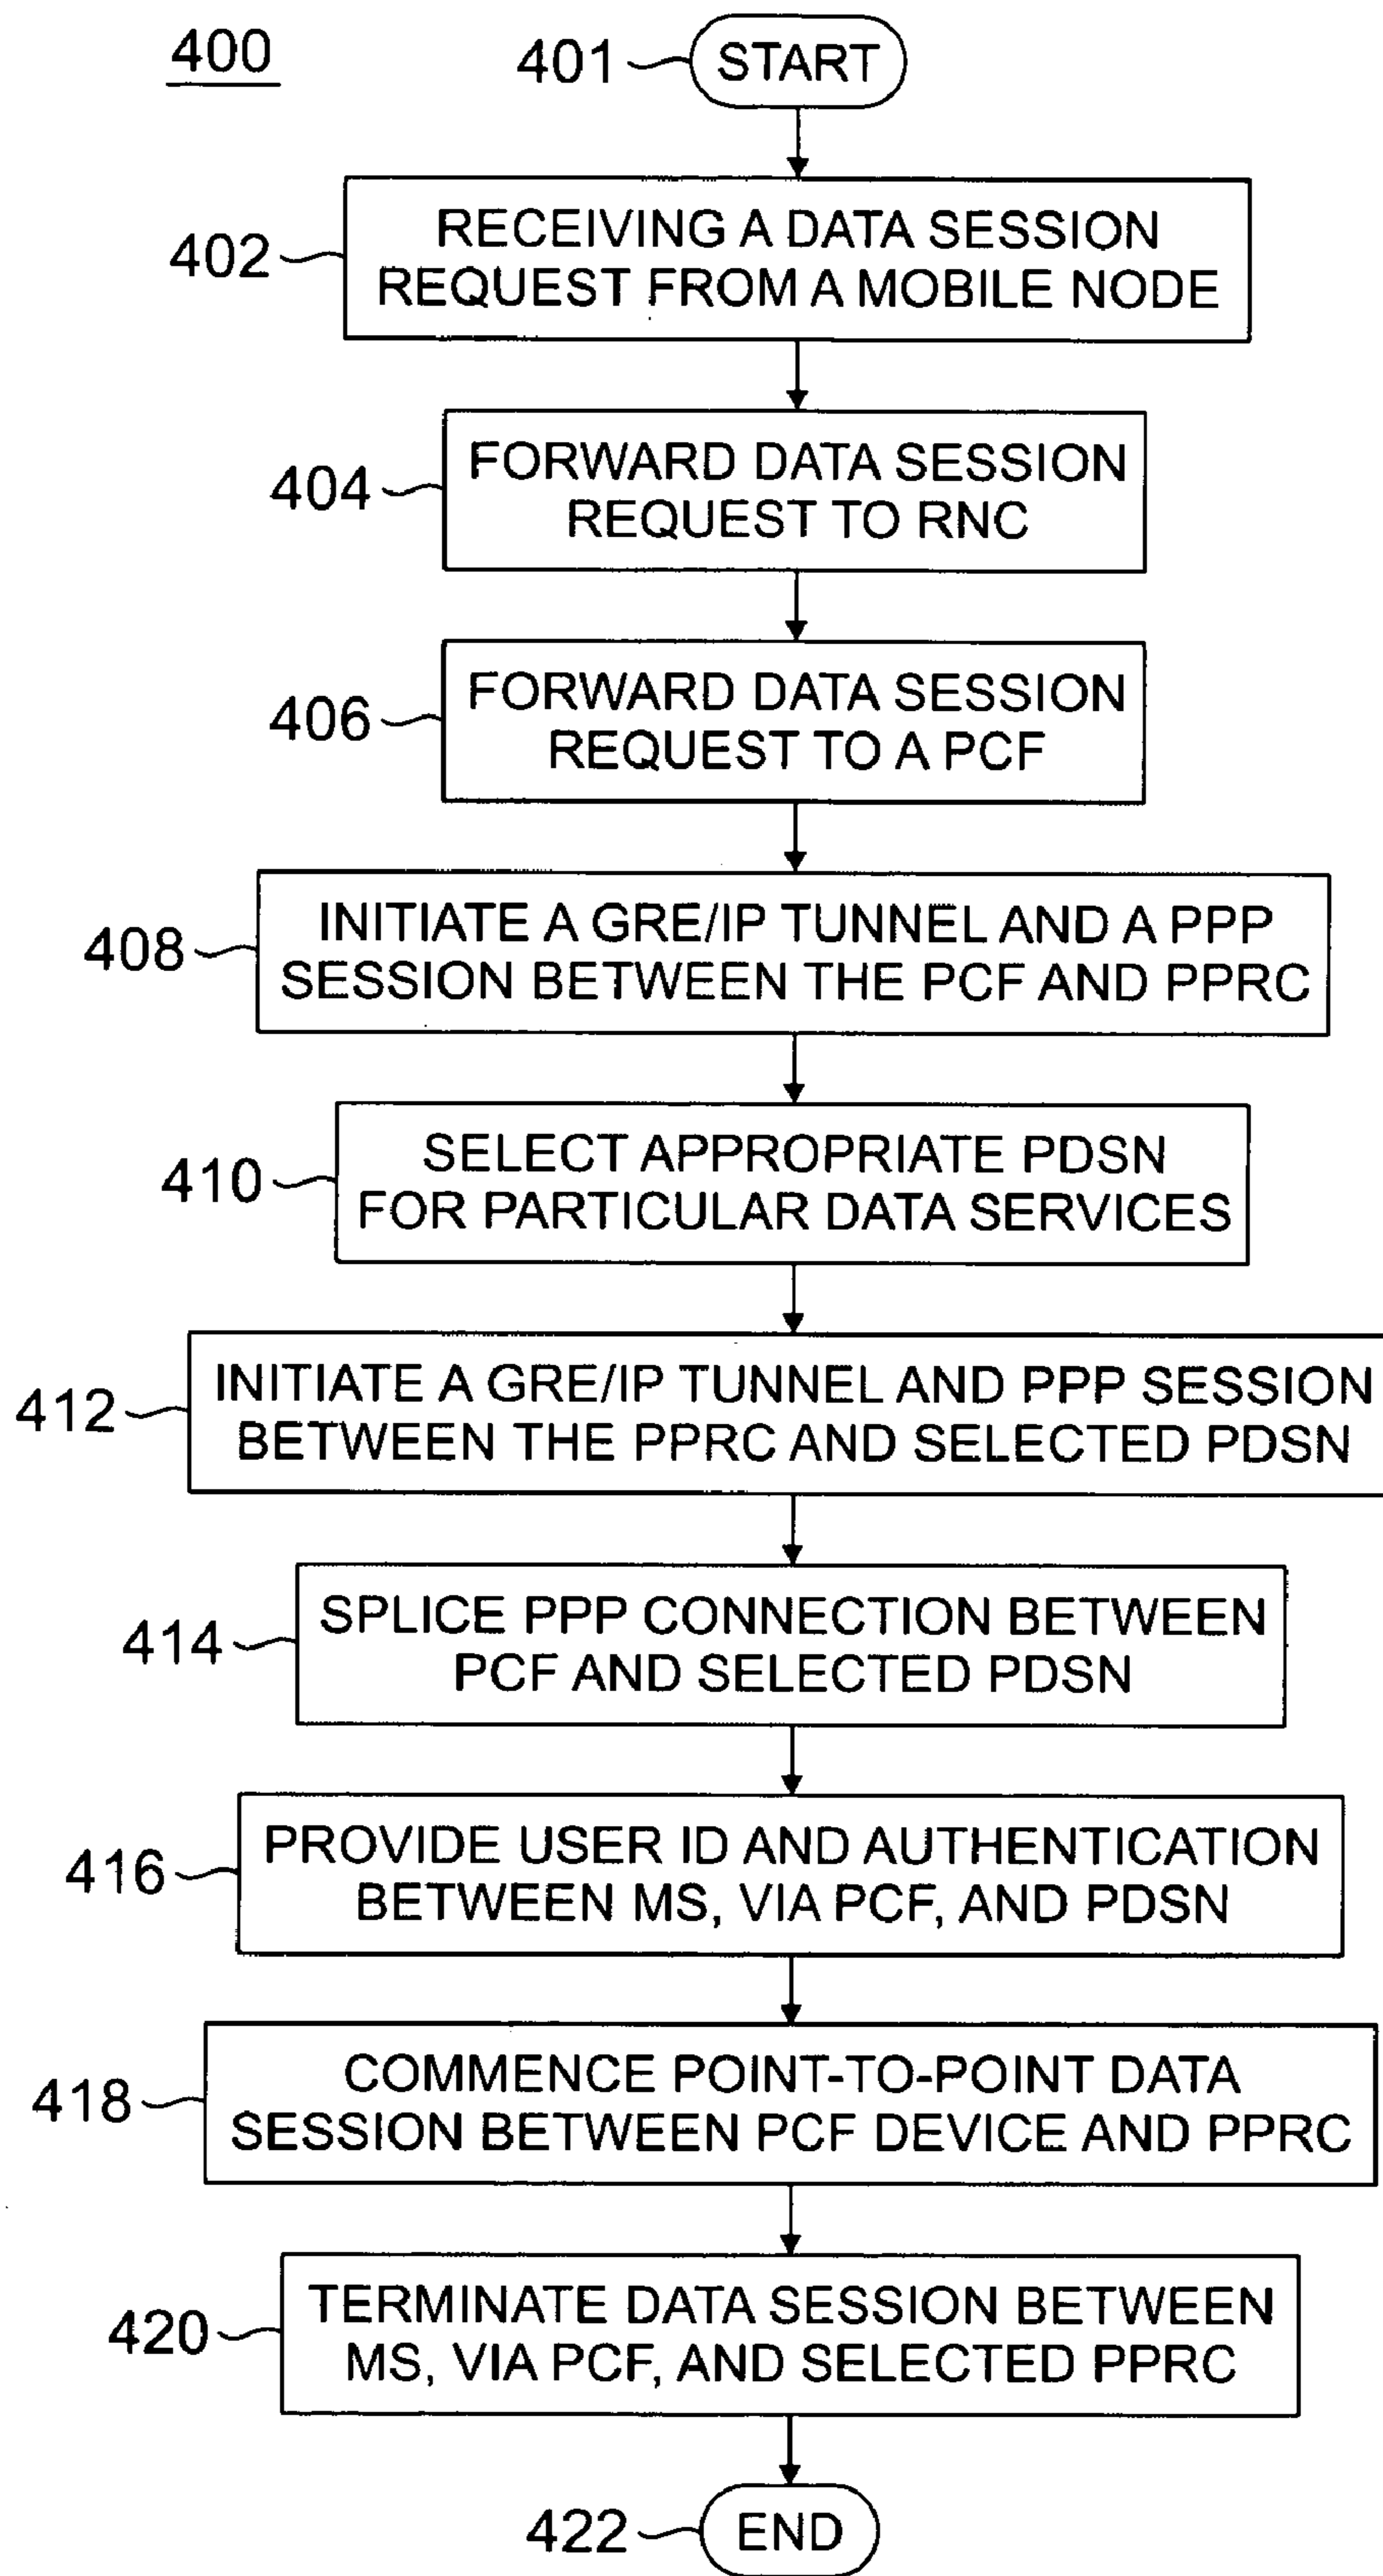 400
401 START
402
RECEIVING A DATA SESSION
REQUEST FROM A MOBILE NODE
404
FORWARD DATA SESSION
REQUEST TO RNC
406
FORWARD DATA SESSION
REQUEST TO A PCF
408
INITIATE A GRE/IP TUNNEL AND A PPP
SESSION BETWEEN THE PCF AND PPRC
410
SELECT APPROPRIATE PDSN
FOR PARTICULAR DATA SERVICES
412
INITIATE A GRE/IP TUNNEL AND PPP SESSION
BETWEEN THE PPRC AND SELECTED PDSN
414
SPLICE PPP CONNECTION BETWEEN
PCF AND SELECTED PDSN
416
PROVIDE USER ID AND AUTHENTICATION
BETWEEN MS, VIA PCF, AND PDSN
418
COMMENCE POINT-TO-POINT DATA
SESSION BETWEEN PCF DEVICE AND PPRC
420
TERMINATE DATA SESSION BETWEEN
MS, VIA PCF, AND SELECTED PPRC
422 END